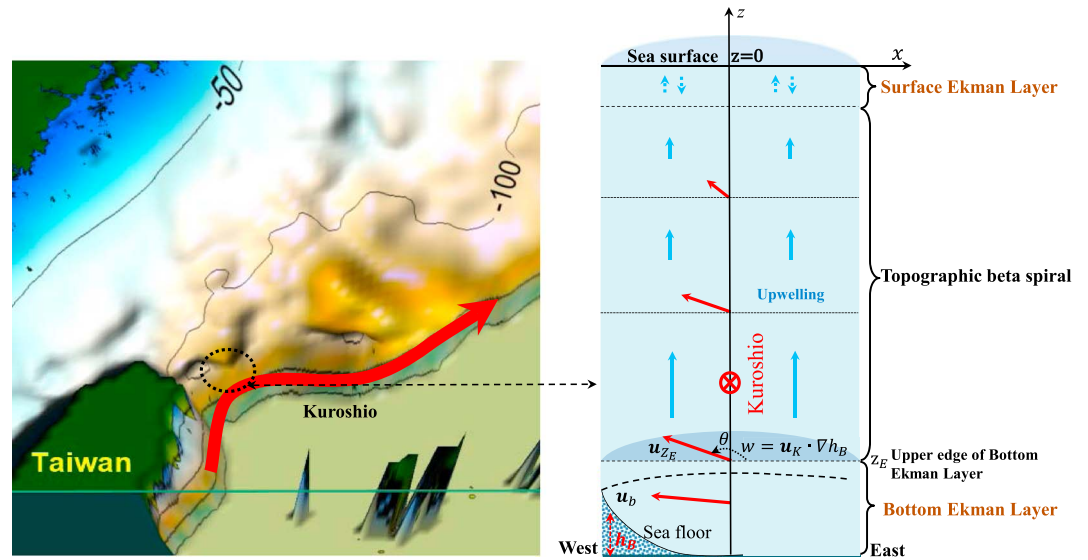 -50
-100
Kuroshio
Taiwan
z
Sea surface z=0
x
Surface Ekman Layer
Topographic beta spiral
Upwelling
Kuroshio
θ
u_{Z_E}
w = u_K · ∇h_B
z_E Upper edge of Bottom
Ekman Layer
u_b
Bottom Ekman Layer
h_B
Sea floor
West
East